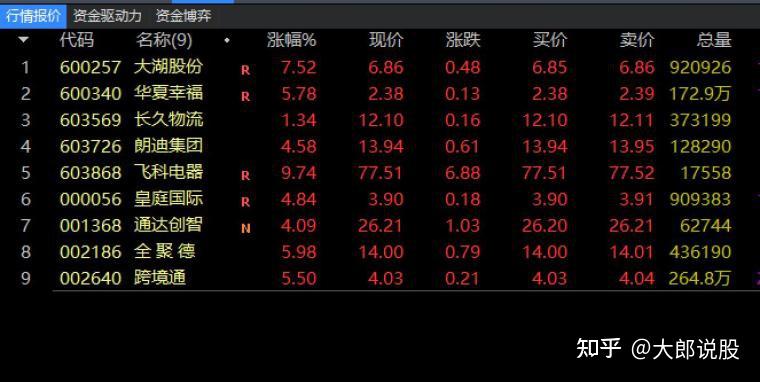 行情报价 资金驱动力 资金博弈
代码 名称(9) 涨幅% 现价 涨跌 买价 卖价 总量
1 600257 大湖股份 R 7.52 6.86 0.48 6.85 6.86 920926
2 600340 华夏幸福 R 5.78 2.38 0.13 2.38 2.39 172.9万
3 603569 长久物流 1.34 12.10 0.16 12.10 12.11 373199
4 603726 朗迪集团 4.58 13.94 0.61 13.94 13.95 128290
5 603868 飞科电器 R 9.74 77.51 6.88 77.51 77.52 17558
6 000056 皇庭国际 R 4.84 3.90 0.18 3.90 3.91 909383
7 001368 通达创智 N 4.09 26.21 1.03 26.20 26.21 62744
8 002186 全聚德 5.98 14.00 0.79 14.00 14.01 436190
9 002640 跨境通 5.50 4.03 0.21 4.03 4.04 264.8万
知乎 @大郎说股